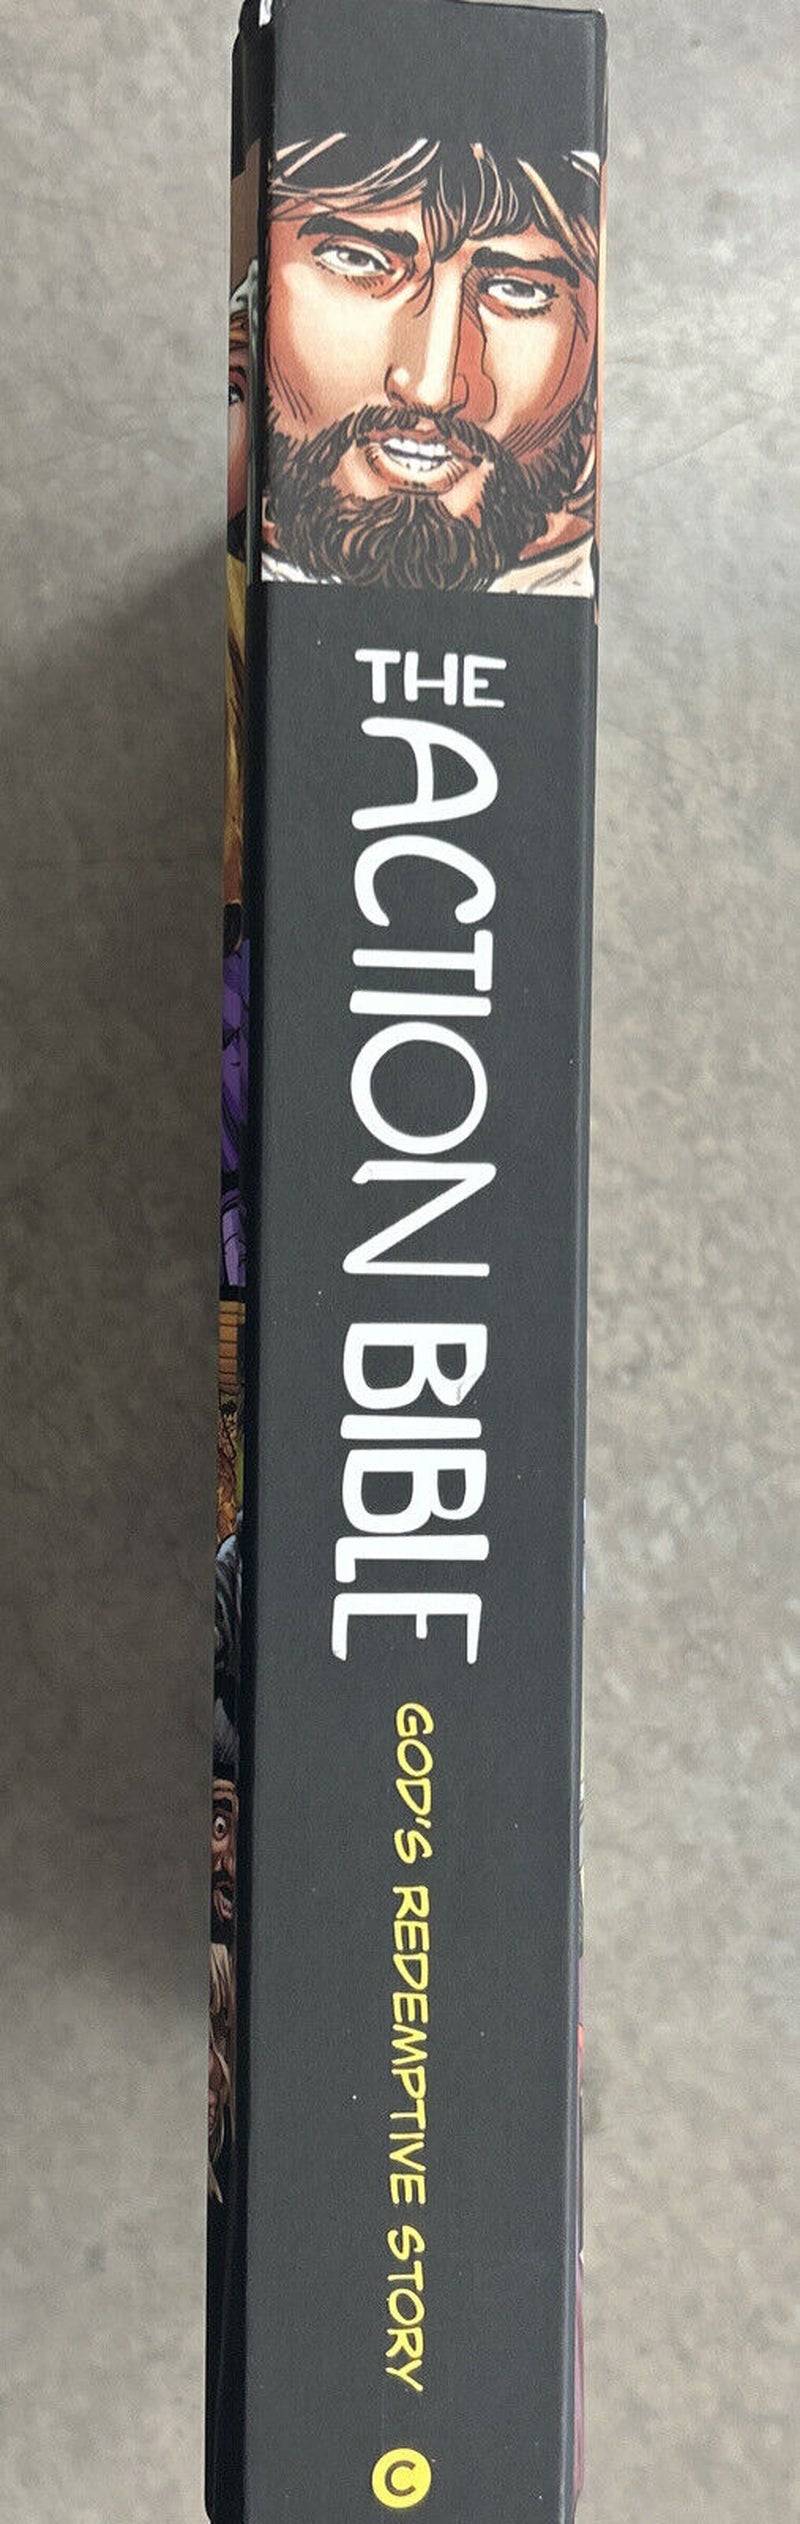 THE
ACTION BIBLE
GOD'S REDEMPTIVE STORY
C